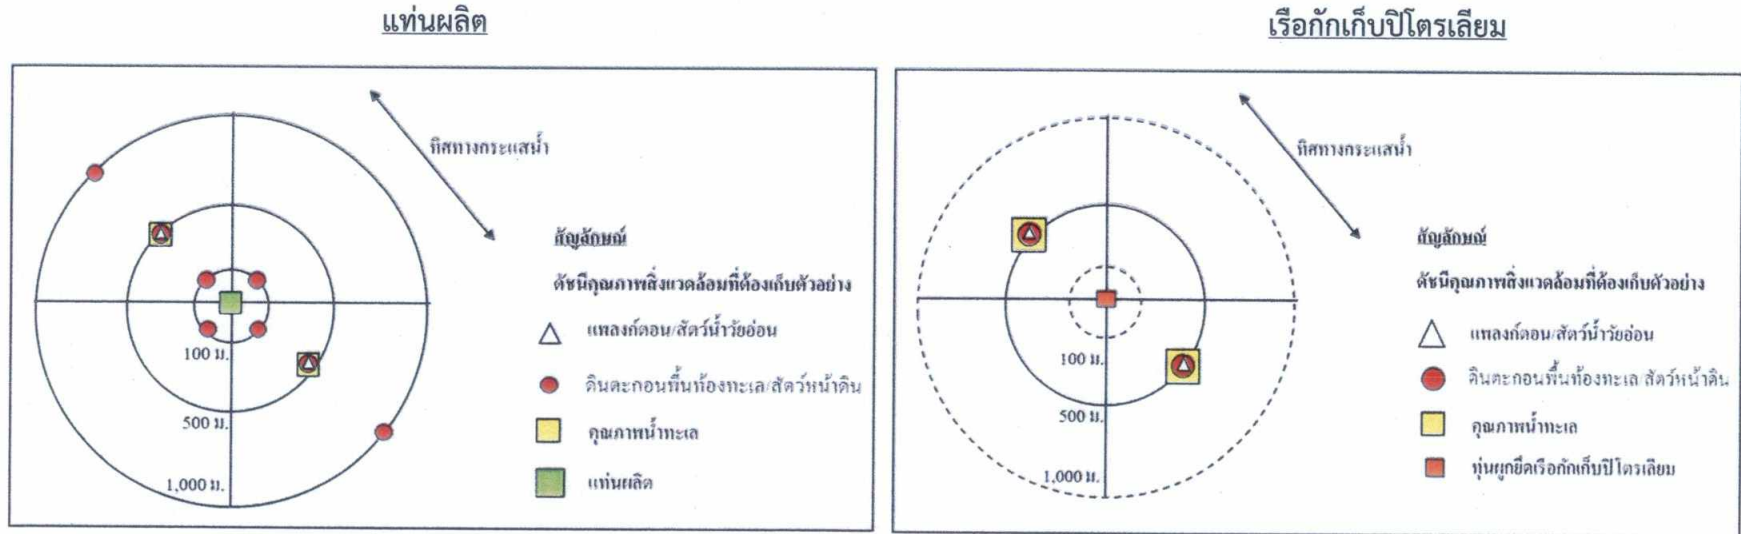 แท่นผลิต
ทิศทางกระแสน้ำ
สัญลักษณ์
ดัชนีคุณภาพสิ่งแวดล้อมที่ต้องเก็บตัวอย่าง
แพลงก์ตอน/สัตว์น้ำวัยอ่อน
ดินตะกอนพื้นท้องทะเล/สัตว์หน้าดิน
คุณภาพน้ำทะเล
แท่นผลิต
100 ม.
500 ม.
1,000 ม.
เรือกักเก็บปิโตรเลียม
ทิศทางกระแสน้ำ
สัญลักษณ์
ดัชนีคุณภาพสิ่งแวดล้อมที่ต้องเก็บตัวอย่าง
แพลงก์ตอน/สัตว์น้ำวัยอ่อน
ดินตะกอนพื้นท้องทะเล/สัตว์หน้าดิน
คุณภาพน้ำทะเล
ทุ่นผูกยึดเรือกักเก็บปิโตรเลียม
100 ม.
500 ม.
1,000 ม.